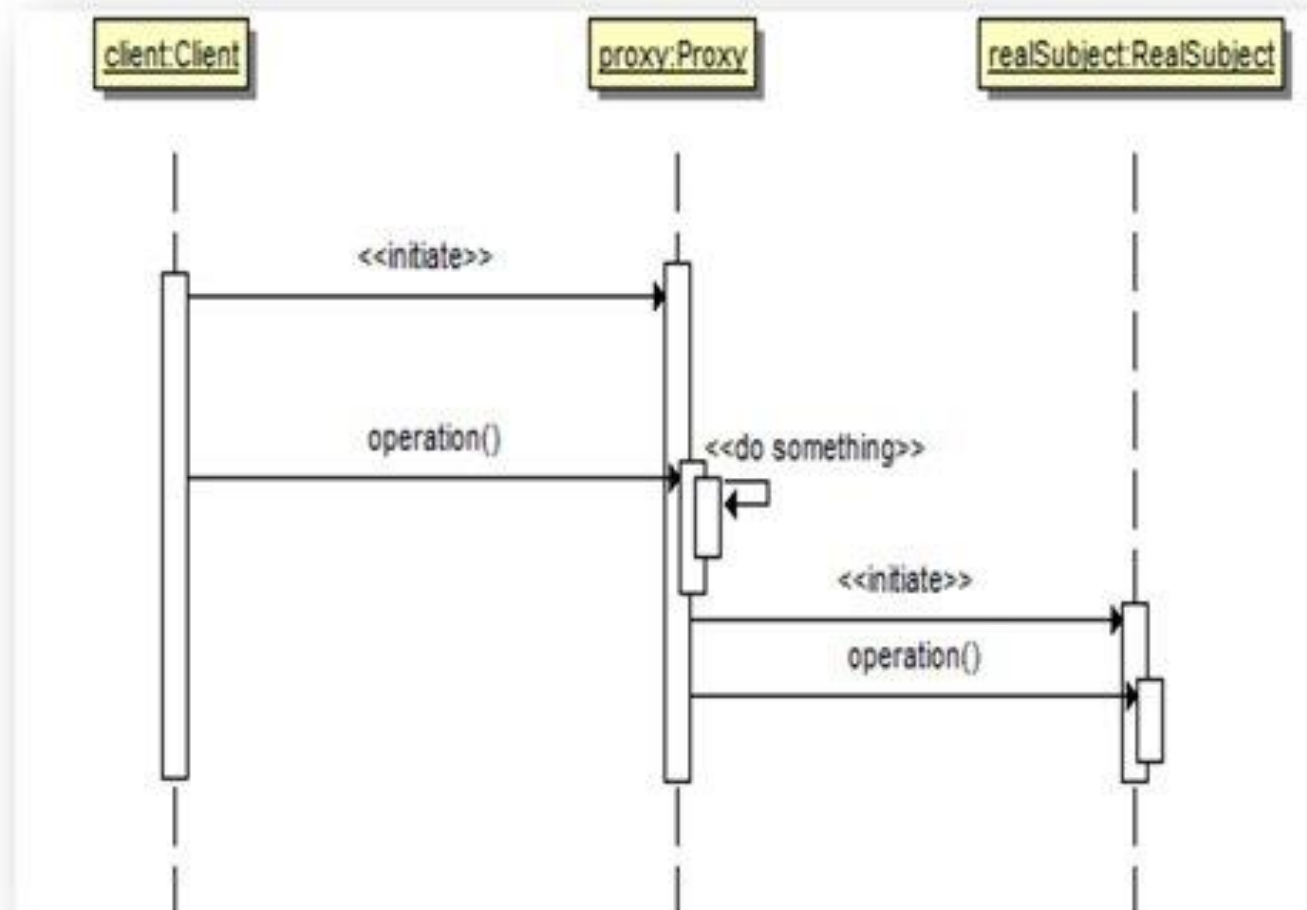 client:Client
proxy:Proxy
realSubject:RealSubject
<<initiate>>
operation()
<<do something>>
<<initiate>>
operation()